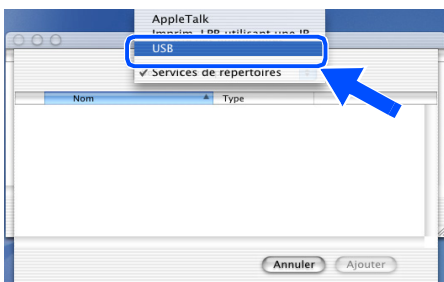 AppleTalk
Imprim. LPR utilisant une IP
USB
Services de répertoires
Nom
Type
Annuler
Ajouter